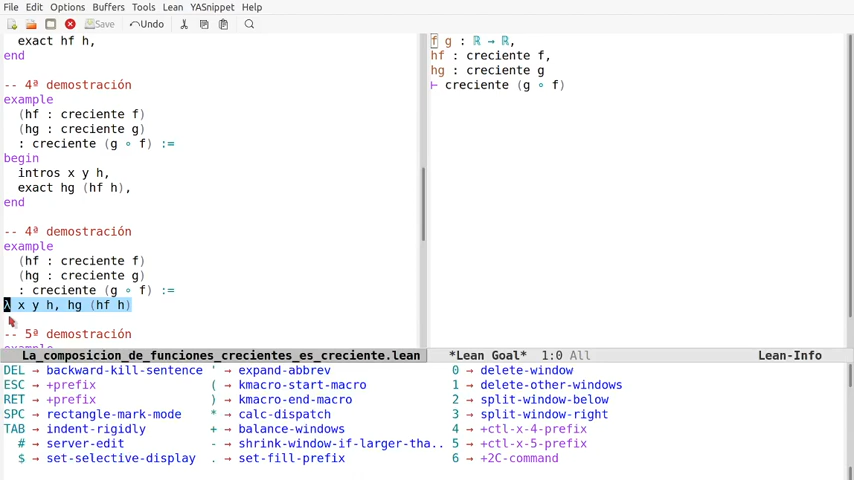 File Edit Options Buffers Tools Lean YASnippet Help
Save Undo
exact hf h,
end
-- 4ª demostración
example
(hf : creciente f)
(hg : creciente g)
: creciente (g ∘ f) :=
begin
intros x y h,
exact hg (hf h),
end
-- 4ª demostración
example
(hf : creciente f)
(hg : creciente g)
: creciente (g ∘ f) :=
λ x y h, hg (hf h)
-- 5ª demostración
example
f g : ℝ → ℝ,
hf : creciente f,
hg : creciente g
⊢ creciente (g ∘ f)
La_composicion_de_funciones_crecientes_es_creciente.lean
*Lean Goal* 1:0 All Lean-Info
DEL → backward-kill-sentence ' → expand-abbrev 0 → delete-window
ESC → +prefix ( → kmacro-start-macro 1 → delete-other-windows
RET → +prefix ) → kmacro-end-macro 2 → split-window-below
SPC → rectangle-mark-mode * → calc-dispatch 3 → split-window-right
TAB → indent-rigidly + → balance-windows 4 → +ctl-x-4-prefix
# → server-edit - → shrink-window-if-larger-tha.. 5 → +ctl-x-5-prefix
$ → set-selective-display . → set-fill-prefix 6 → +2C-command